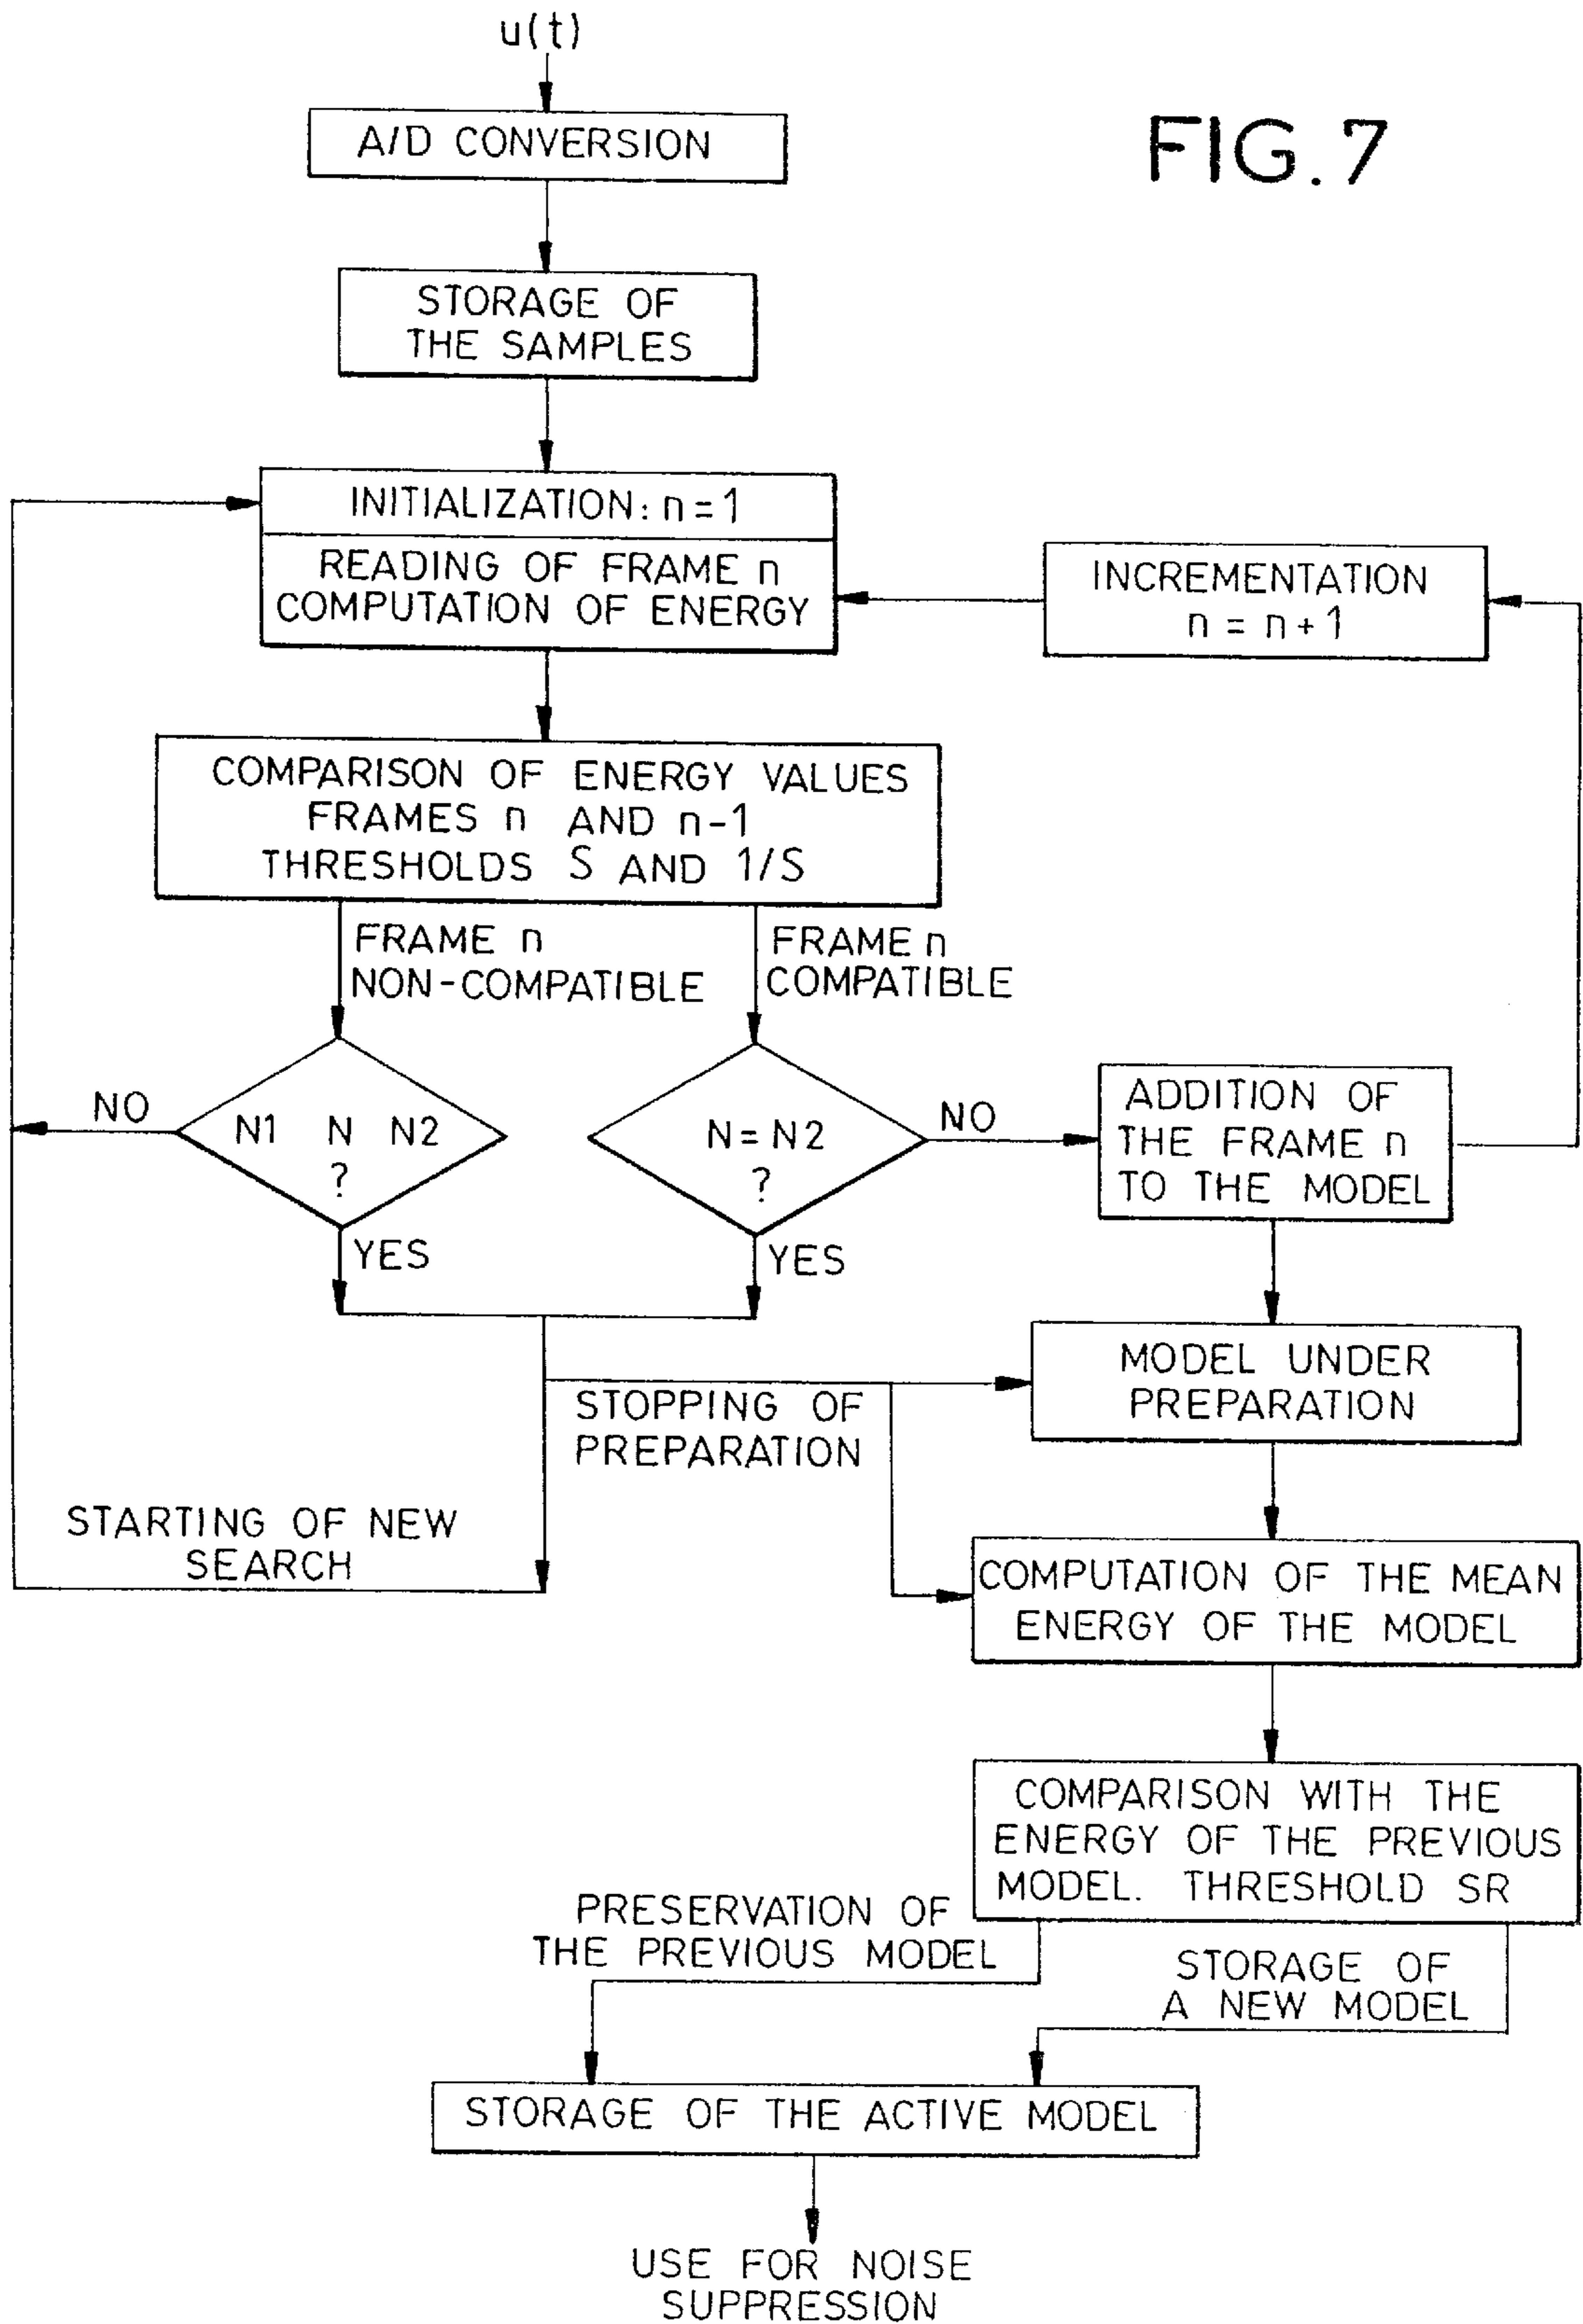 u(t)
A/D CONVERSION
FIG. 7
STORAGE OF
THE SAMPLES
INITIALIZATION: n = 1
READING OF FRAME n
COMPUTATION OF ENERGY
INCREMENTATION
n = n + 1
COMPARISON OF ENERGY VALUES
FRAMES n AND n-1
THRESHOLDS S AND 1/S
FRAME n
NON-COMPATIBLE
FRAME n
COMPATIBLE
NO
N1 N N2
?
YES
N = N2
?
NO
YES
ADDITION OF
THE FRAME n
TO THE MODEL
MODEL UNDER
PREPARATION
STOPPING OF
PREPARATION
STARTING OF NEW
SEARCH
COMPUTATION OF THE MEAN
ENERGY OF THE MODEL
COMPARISON WITH THE
ENERGY OF THE PREVIOUS
MODEL. THRESHOLD SR
PRESERVATION OF
THE PREVIOUS MODEL
STORAGE OF
A NEW MODEL
STORAGE OF THE ACTIVE MODEL
USE FOR NOISE
SUPPRESSION